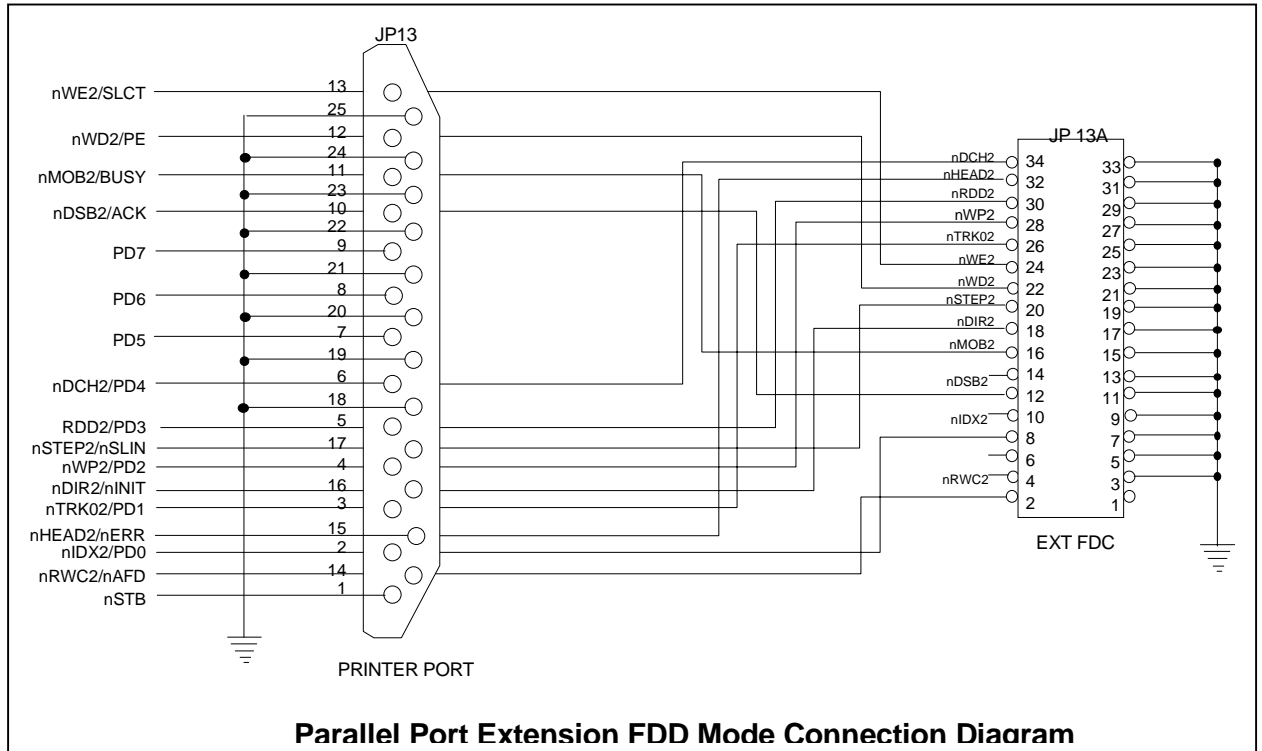 JP13
nWE2/SLCT 13
25
nWD2/PE 12
24
nMOB2/BUSY 11
23
nDSB2/ACK 10
22
PD7 9
21
PD6 8
20
PD5 7
19
nDCH2/PD4 6
18
RDD2/PD3 5
nSTEP2/nSLIN 17
nWP2/PD2 4
nDIR2/nINIT 16
nTRK02/PD1 3
nHEAD2/nERR 15
nIDX2/PD0 2
nRWC2/nAFD 14
nSTB 1
PRINTER PORT
JP 13A
nDCH2 34 33
nHEAD2 32 31
nRDD2 30 29
nWP2 28 27
nTRK02 26 25
nWE2 24 23
nWD2 22 21
nSTEP2 20 19
nDIR2 18 17
nMOB2 16 15
14 13
nDSB2 12 11
nIDX2 10 9
8 7
6 5
nRWC2 4 3
2 1
EXT FDC
Parallel Port Extension FDD Mode Connection Diagram